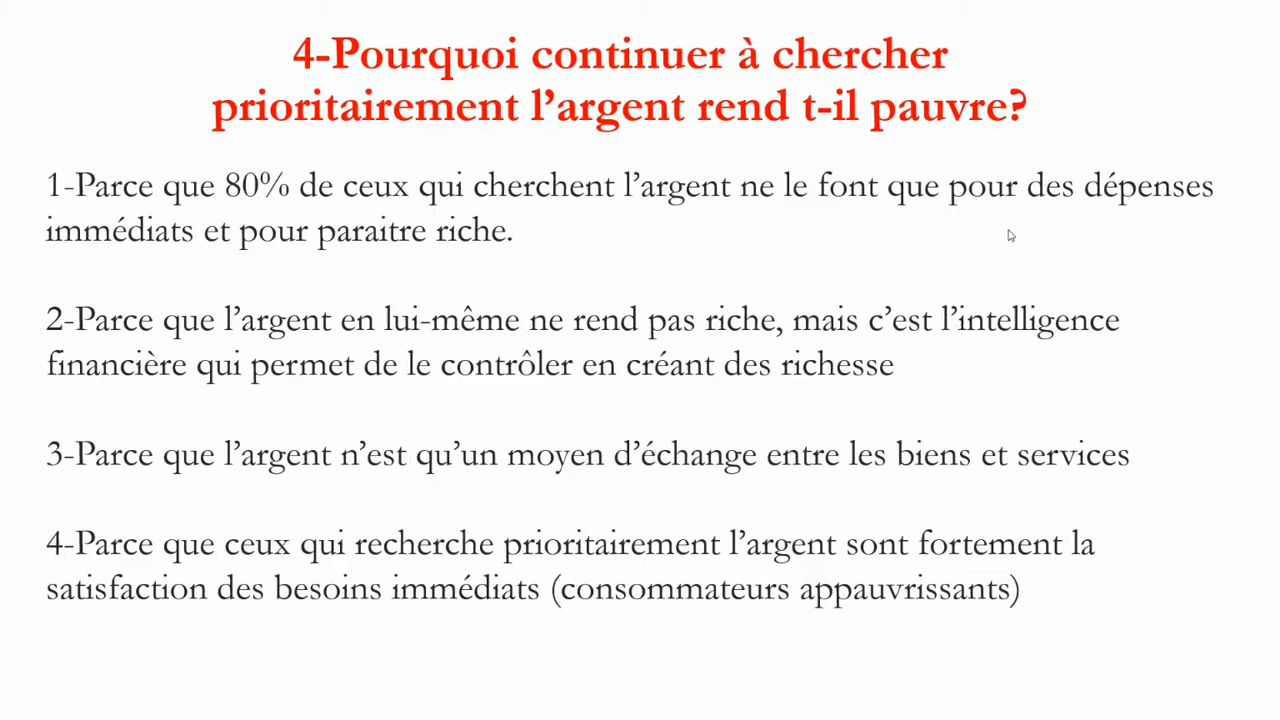 4-Pourquoi continuer à chercher
prioritairement l’argent rend t-il pauvre?
1-Parce que 80% de ceux qui cherchent l’argent ne le font que pour des dépenses
immédiats et pour paraitre riche.
2-Parce que l’argent en lui-même ne rend pas riche, mais c’est l’intelligence
financière qui permet de le contrôler en créant des richesse
3-Parce que l’argent n’est qu’un moyen d’échange entre les biens et services
4-Parce que ceux qui recherche prioritairement l’argent sont fortement la
satisfaction des besoins immédiats (consommateurs appauvrissants)